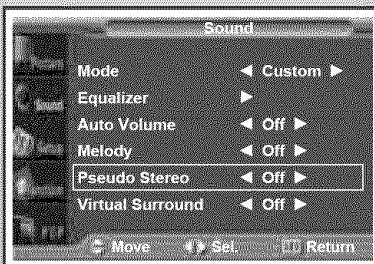 Sound
Mode ◀ Custom ▶
Equalizer ▶
Auto Volume ◀ Off ▶
Melody ◀ Off ▶
Pseudo Stereo ◀ Off ▶
Virtual Surround ◀ Off ▶
Move Sel. Return